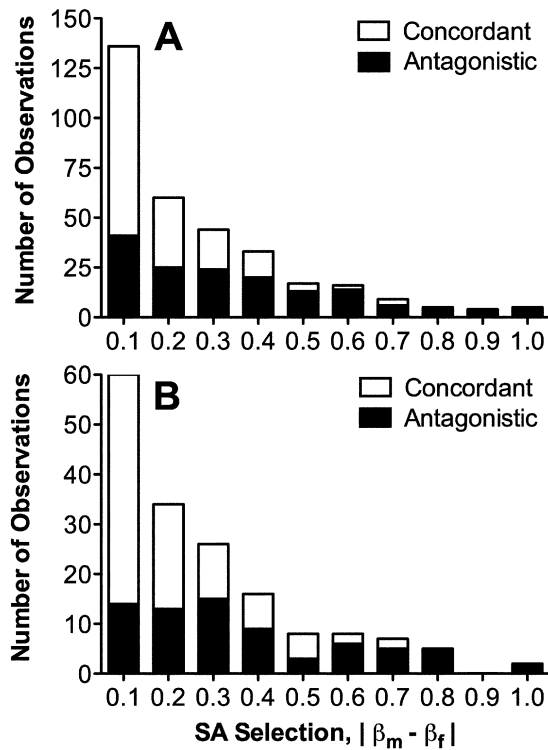 A
Concordant
Antagonistic
Number of Observations
150
125
100
75
50
25
0
0.1 0.2 0.3 0.4 0.5 0.6 0.7 0.8 0.9 1.0
B
Concordant
Antagonistic
Number of Observations
60
50
40
30
20
10
0
0.1 0.2 0.3 0.4 0.5 0.6 0.7 0.8 0.9 1.0
SA Selection, | βm - βf |